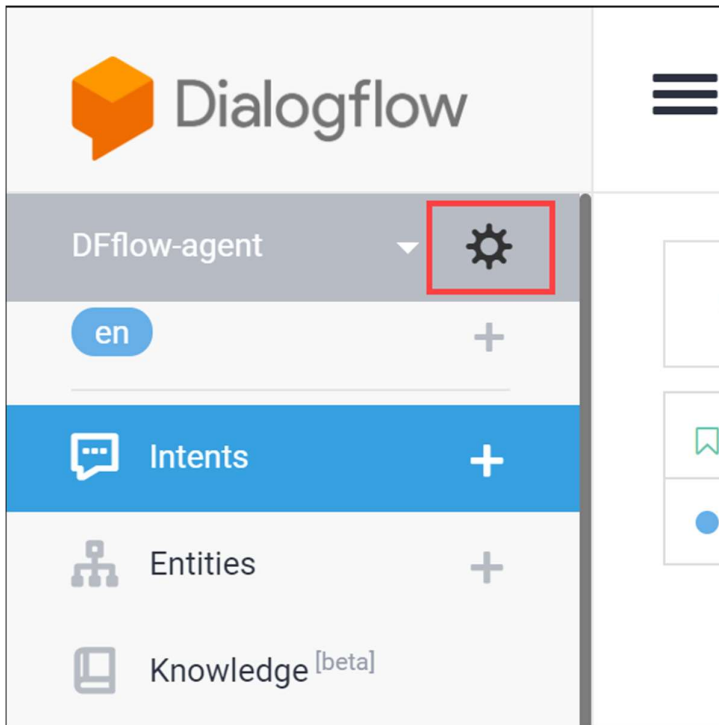 Dialogflow
DFflow-agent
en
Intents
Entities
Knowledge [beta]